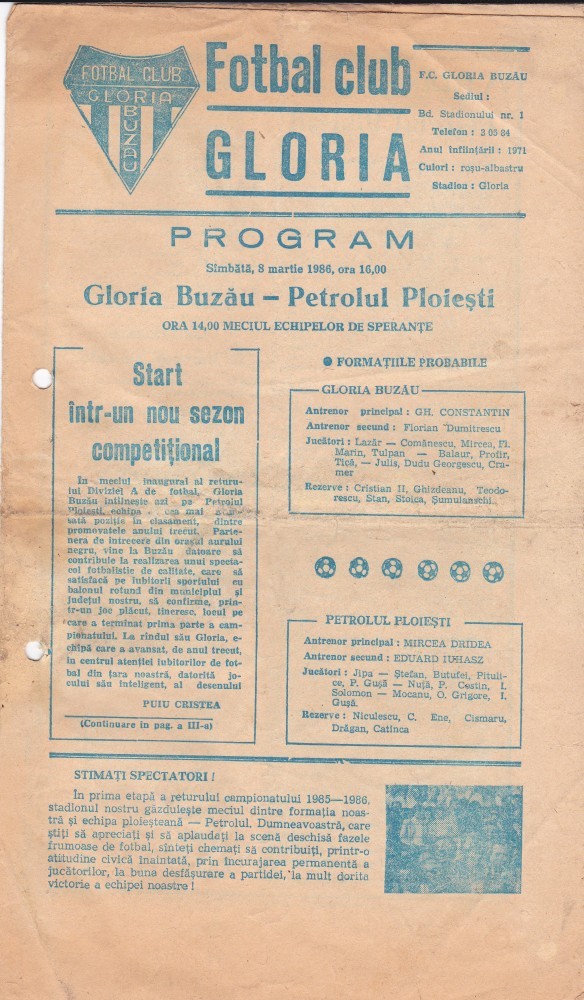 FOTBAL CLUB
GLORIA
BUZĂU
Fotbal club
GLORIA
F.C. GLORIA BUZĂU
Sediul :
Bd. Stadionului nr. 1
Telefon : 3 05 84
Anul înființării : 1971
Culori : roșu-albastru
Stadion : Gloria
PROGRAM
Sîmbătă, 8 martie 1986, ora 16,00
Gloria Buzău — Petrolul Ploiești
ORA 14,00 MECIUL ECHIPELOR DE SPERANȚE
Start
într-un nou sezon
competițional
În meciul inaugural al returu-
lui Diviziei A de fotbal, Gloria
Buzău întîlnește azi pe Petrolul
Ploiești, echipa cea mai
sată poziție în clasament, dintre
promovatele anului trecut. Parte-
nera de întrecere din orașul aurului
negru, vine la Buzău datoare să
contribuie la realizarea unui specta-
col fotbalistic de calitate, care să
satisfacă pe iubitorii sportului cu
balonul rotund din municipiul și
județul nostru, să confirme, prin-
tr-un joc plăcut, tineresc, locul pe
care a terminat prima parte a cam-
pionatului. La rîndul său Gloria, e-
chipă care a avansat, de anul trecut,
în centrul atenției iubitorilor de fot-
bal din țara noastră, datorită jo-
cului său inteligent, al desenului
PUIU CRISTEA
(Continuare în pag. a III-a)
FORMAȚIILE PROBABILE
GLORIA BUZĂU
Antrenor principal : GH. CONSTANTIN
Antrenor secund : Florian Dumitrescu
Jucători : Lazăr — Comănescu, Mircea, Fl.
Marin, Tulpan — Balaur, Profir,
Tică, — Julis, Dudu Georgescu, Cra-
mer
Rezerve : Cristian II, Ghizdeanu, Teodo-
rescu, Stan, Stoica, Șumulanschi.
PETROLUL PLOIEȘTI
Antrenor principal : MIRCEA DRIDEA
Antrenor secund : EDUARD IUHASZ
Jucători : Jipa — Ștefan, Butufei, Pituli-
ce, P. Gușă — Nuță, P. Costin, I.
Solomon — Mocanu, O. Grigore, I.
Gușă.
Rezerve : Niculescu, C. Ene, Cismaru,
Drăgan, Catinca
STIMAȚI SPECTATORI !
În prima etapă a returului campionatului 1985—1986,
stadionul nostru găzduiește meciul dintre formația noas-
tră și echipa ploieșteană — Petrolul. Dumneavoastră, care
știți să apreciați și să aplaudați la scenă deschisă fazele
frumoase de fotbal, sînteți chemați să contribuiți, printr-o
atitudine civică înaintată, prin încurajarea permanentă a
jucătorilor, la buna desfășurare a partidei, la mult dorita
victorie a echipei noastre !